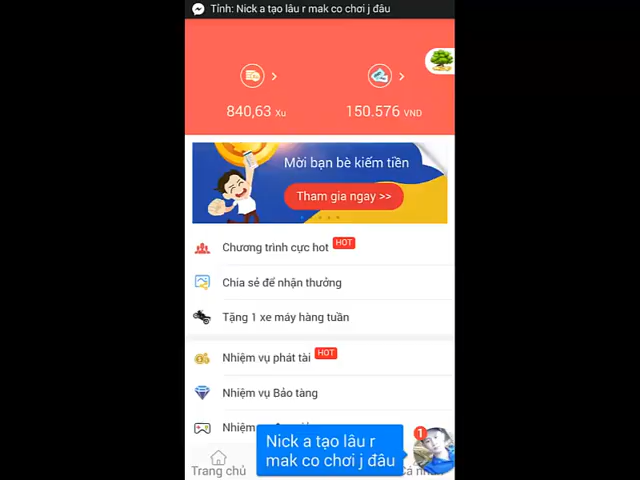 Tỉnh: Nick a tạo lâu r mak co chơi j đâu
840,63 Xu
150.576 VND
Mời bạn bè kiếm tiền
Tham gia ngay >>
Chương trình cực hot HOT
Chia sẻ để nhận thưởng
Tặng 1 xe máy hàng tuần
Nhiệm vụ phát tài HOT
Nhiệm vụ Bảo tàng
Nhiệm
1
Nick a tạo lâu r
mak co chơi j đâu
Trang chủ